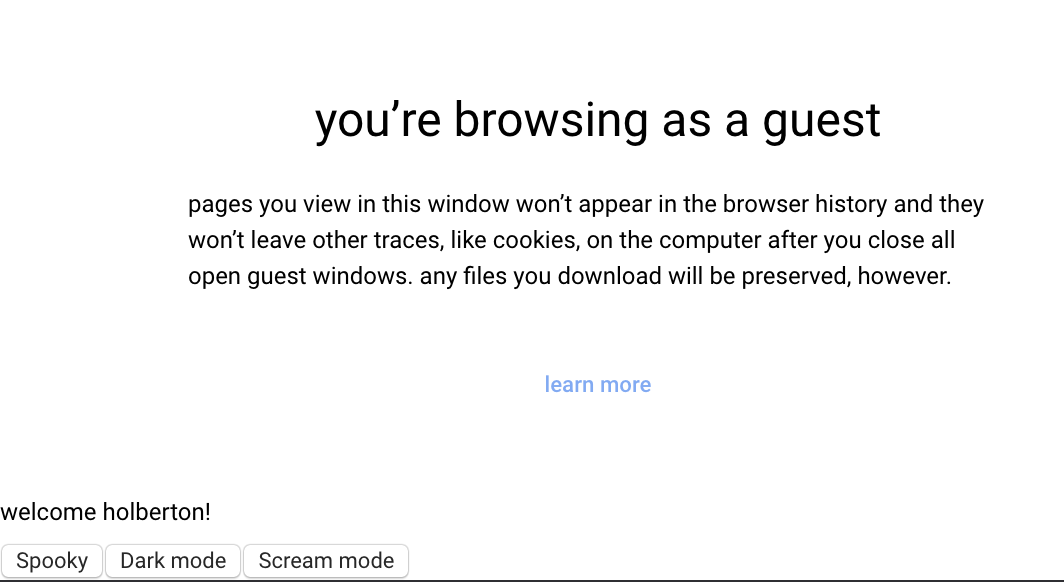 you’re browsing as a guest
pages you view in this window won’t appear in the browser history and they
won’t leave other traces, like cookies, on the computer after you close all
open guest windows. any files you download will be preserved, however.
learn more
welcome holberton!
Spooky Dark mode Scream mode